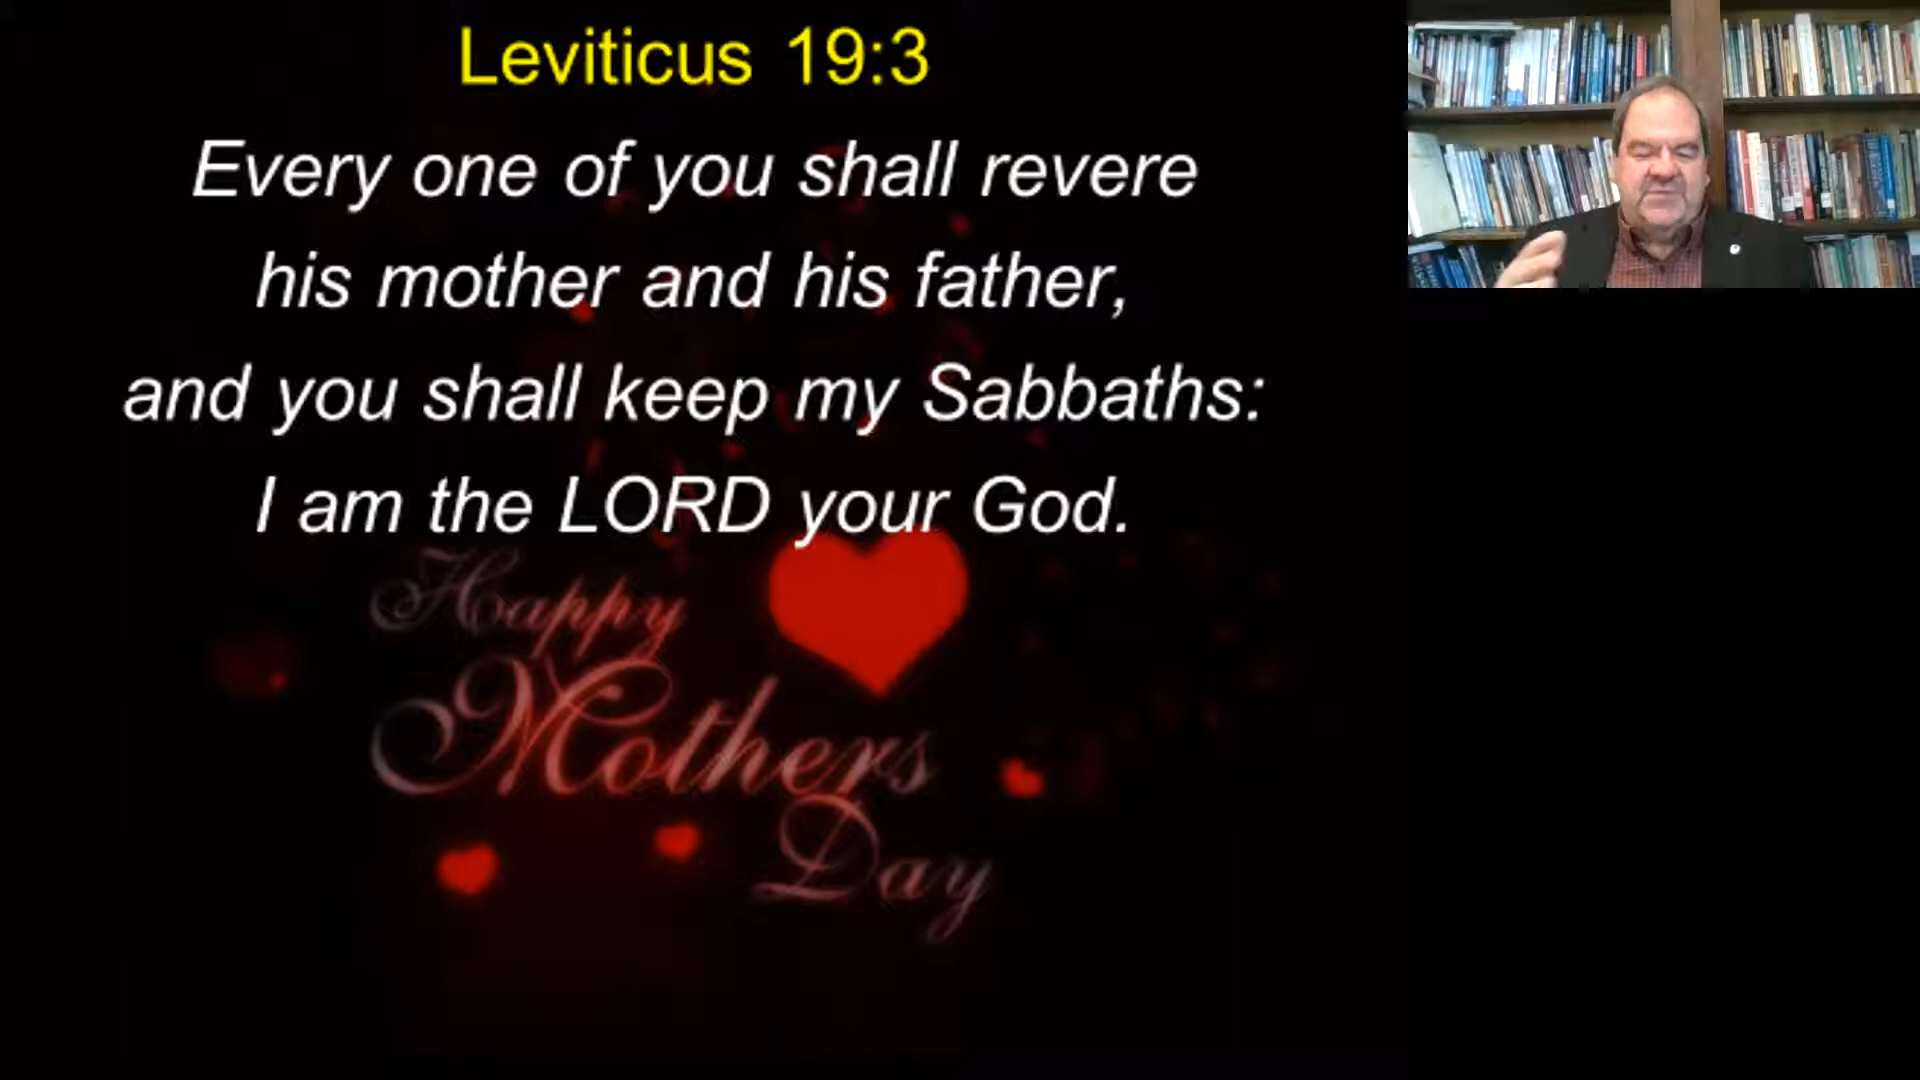 Leviticus 19:3
Every one of you shall revere
his mother and his father,
and you shall keep my Sabbaths:
I am the LORD your God.
Happy
Mothers
Day